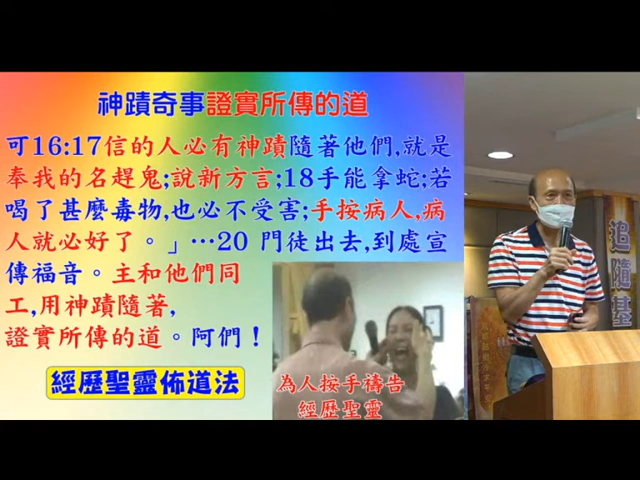 神蹟奇事證實所傳的道
可16:17信的人必有神蹟隨著他們,就是
奉我的名趕鬼;說新方言;18手能拿蛇;若
喝了甚麼毒物,也必不受害;手按病人,病
人就必好了。」…20 門徒出去,到處宣
傳福音。主和他們同
工,用神蹟隨著,
證實所傳的道。阿們！
經歷聖靈佈道法
為人按手禱告
經歷聖靈
追隨基